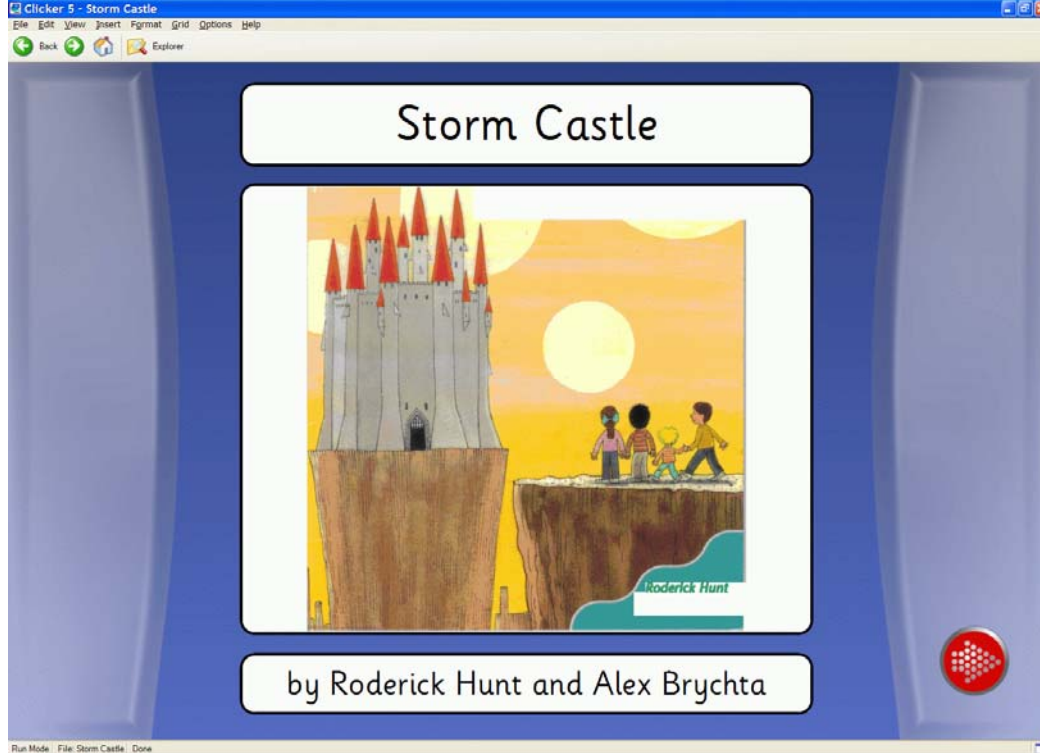 Clicker 5 - Storm Castle
File Edit View Insert Format Grid Options Help
Back Explorer
Storm Castle
Roderick Hunt
by Roderick Hunt and Alex Brychta
Run Mode File: Storm Castle Done